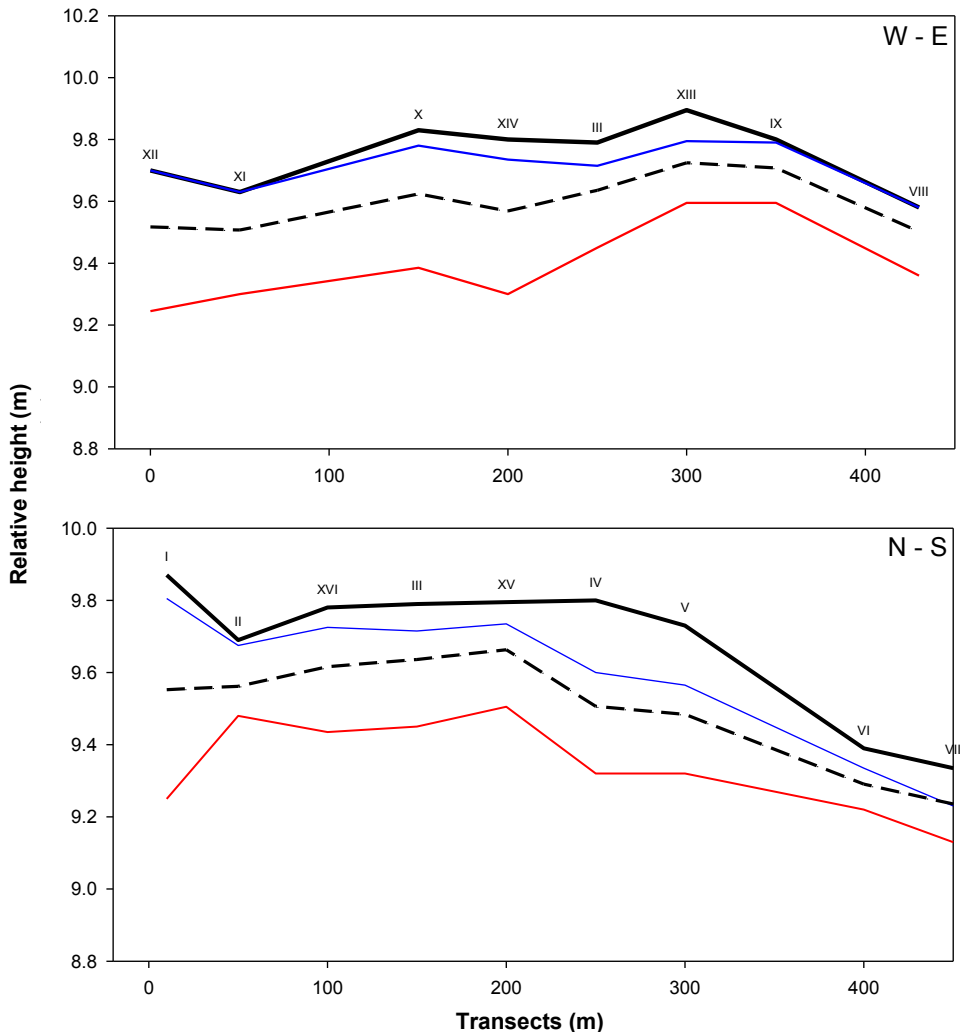 10.2
W - E
10.0
XIII
X
XIV
III
IX
9.8
XII
XI
VIII
9.6
9.4
9.2
9.0
8.8
0
100
200
300
400
Relative height (m)
10.0
N - S
I
XVI
III
XV
IV
V
9.8
II
9.6
9.4
VI
VII
9.2
9.0
8.8
0
100
200
300
400
Transects (m)